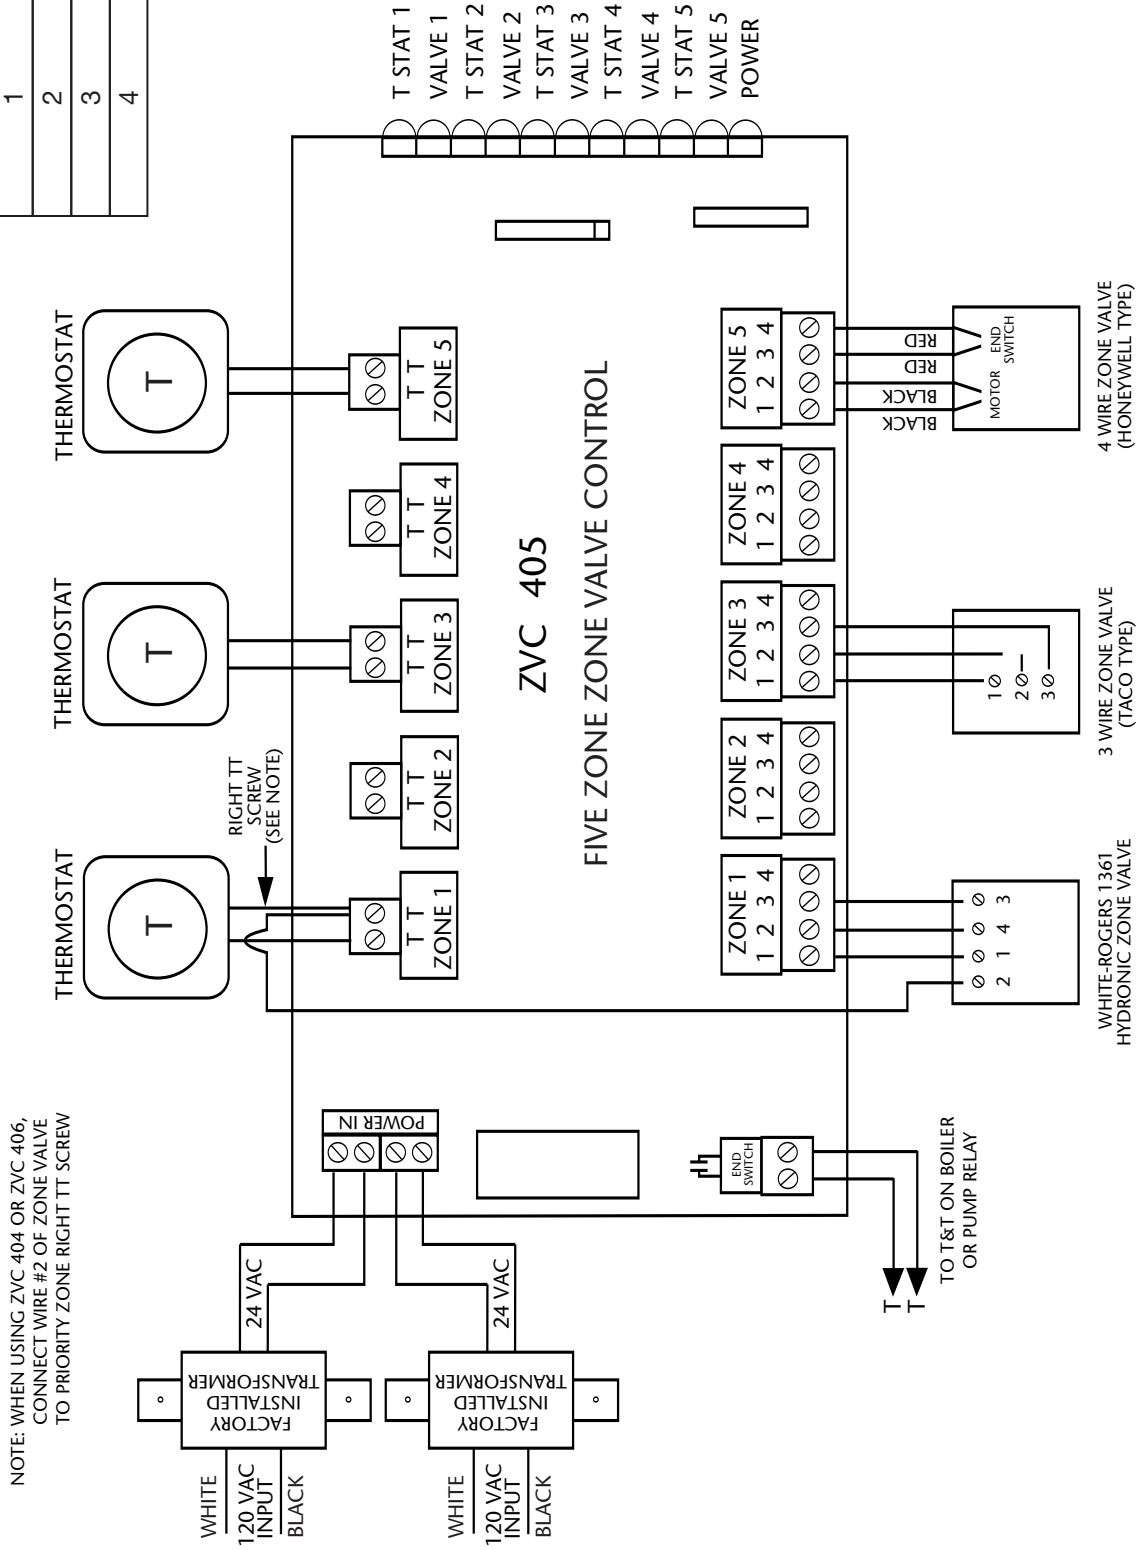 1
2
3
4
NOTE: WHEN USING ZVC 404 OR ZVC 406,
CONNECT WIRE #2 OF ZONE VALVE
TO PRIORITY ZONE RIGHT TT SCREW
THERMOSTAT
T
THERMOSTAT
T
THERMOSTAT
T
RIGHT TT
SCREW
(SEE NOTE)
WHITE
120 VAC
INPUT
BLACK
FACTORY
INSTALLED
TRANSFORMER
24 VAC
WHITE
120 VAC
INPUT
BLACK
FACTORY
INSTALLED
TRANSFORMER
24 VAC
POWER IN
T T
ZONE 1
T T
ZONE 2
T T
ZONE 3
T T
ZONE 4
T T
ZONE 5
ZVC 405
FIVE ZONE ZONE VALVE CONTROL
T STAT 1
VALVE 1
T STAT 2
VALVE 2
T STAT 3
VALVE 3
T STAT 4
VALVE 4
T STAT 5
VALVE 5
POWER
END
SWITCH
ZONE 1
1 2 3 4
ZONE 2
1 2 3 4
ZONE 3
1 2 3 4
ZONE 4
1 2 3 4
ZONE 5
1 2 3 4
T
T
TO T&T ON BOILER
OR PUMP RELAY
2 1 4 3
WHITE-ROGERS 1361
HYDRONIC ZONE VALVE
1
2
3
3 WIRE ZONE VALVE
(TACO TYPE)
BLACK
BLACK
RED
RED
MOTOR
END
SWITCH
4 WIRE ZONE VALVE
(HONEYWELL TYPE)